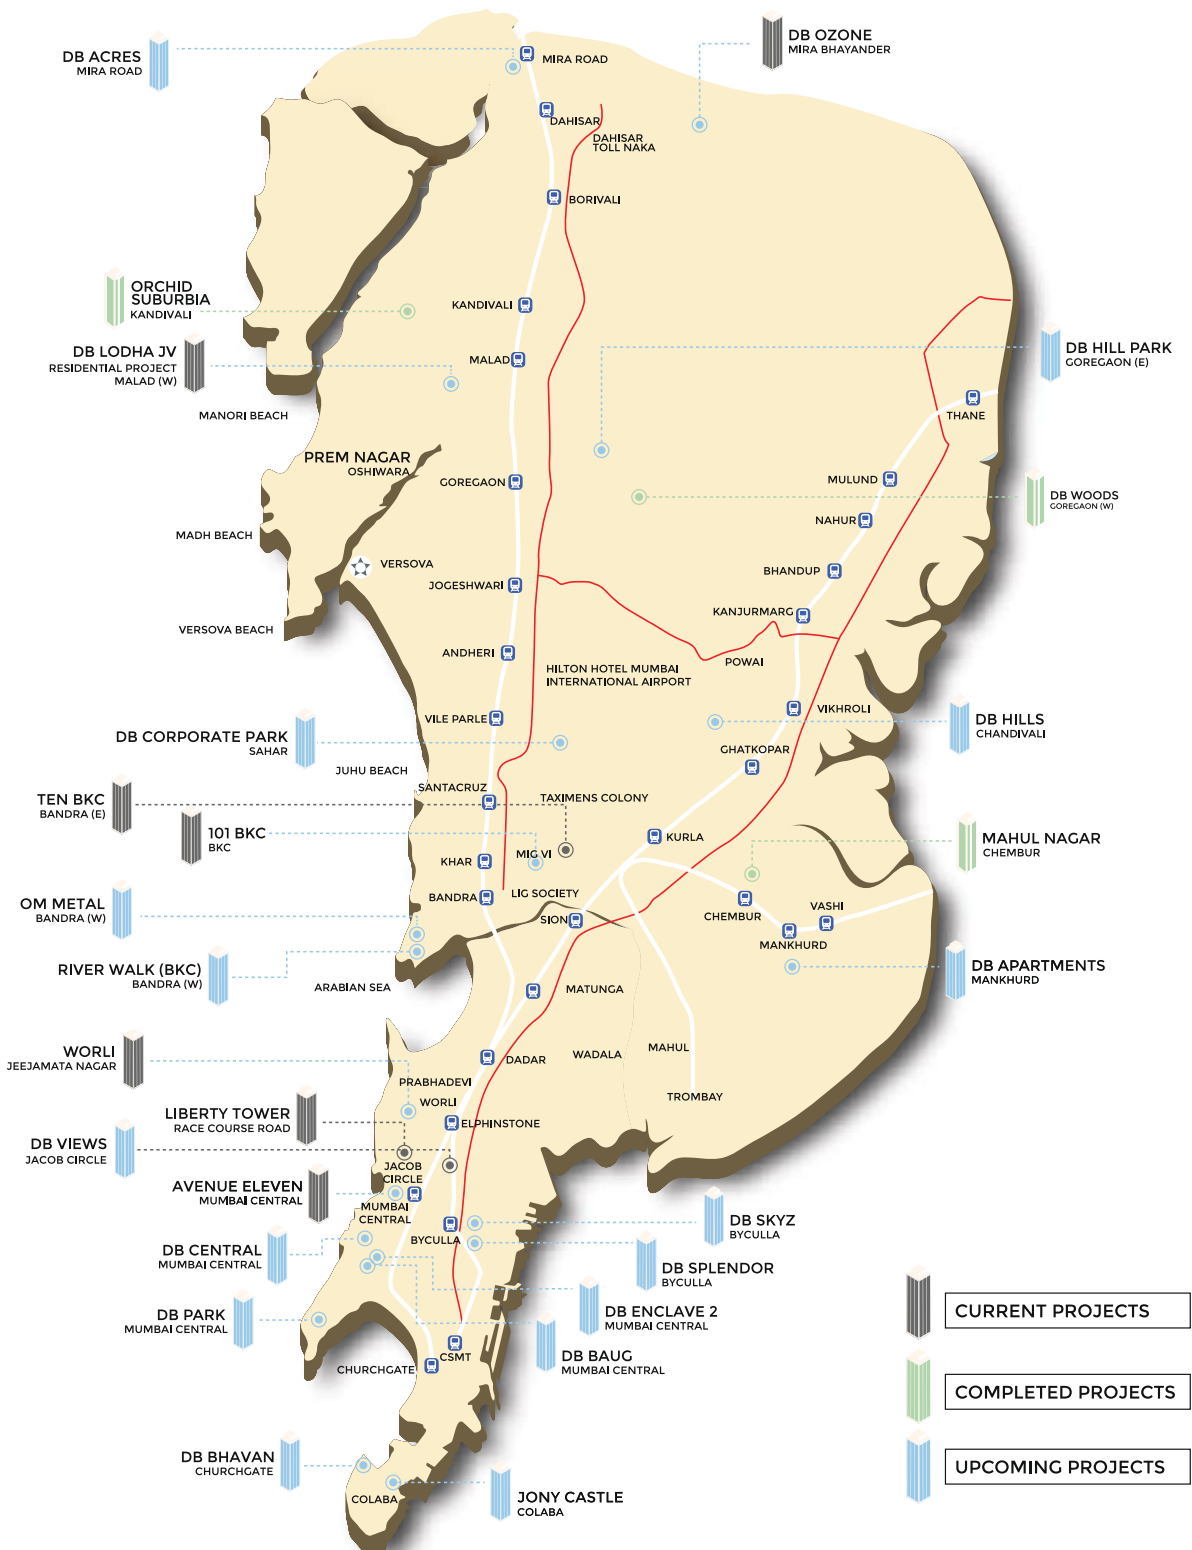 DB ACRES
MIRA ROAD
DB OZONE
MIRA BHAYANDER
MIRA ROAD
DAHISAR
DAHISAR
TOLL NAKA
BORIVALI
ORCHID
SUBURBIA
KANDIVALI
KANDIVALI
DB LODHA JV
RESIDENTIAL PROJECT
MALAD (W)
MALAD
DB HILL PARK
GOREGAON (E)
MANORI BEACH
THANE
PREM NAGAR
OSHIWARA
GOREGAON
MULUND
DB WOODS
GOREGAON (W)
NAHUR
MADH BEACH
VERSOVA
BHANDUP
JOGESHWARI
KANJURMARG
VERSOVA BEACH
ANDHERI
POWAI
HILTON HOTEL MUMBAI
INTERNATIONAL AIRPORT
VIKHROLI
VILE PARLE
DB HILLS
CHANDIVALI
DB CORPORATE PARK
SAHAR
GHATKOPAR
JUHU BEACH
SANTACRUZ
TAXIMENS COLONY
TEN BKC
BANDRA (E)
101 BKC
BKC
KURLA
MAHUL NAGAR
CHEMBUR
MIG VI
KHAR
LIG SOCIETY
BANDRA
OM METAL
BANDRA (W)
CHEMBUR
VASHI
SION
MANKHURD
RIVER WALK (BKC)
BANDRA (W)
DB APARTMENTS
MANKHURD
ARABIAN SEA
MATUNGA
WORLI
JEEJAMATA NAGAR
DADAR
WADALA
MAHUL
PRABHADEVI
WORLI
TROMBAY
LIBERTY TOWER
RACE COURSE ROAD
ELPHINSTONE
DB VIEWS
JACOB CIRCLE
JACOB
CIRCLE
AVENUE ELEVEN
MUMBAI CENTRAL
MUMBAI
CENTRAL
DB SKYZ
BYCULLA
BYCULLA
DB CENTRAL
MUMBAI CENTRAL
DB SPLENDOR
BYCULLA
DB PARK
MUMBAI CENTRAL
DB ENCLAVE 2
MUMBAI CENTRAL
CURRENT PROJECTS
CSMT
DB BAUG
MUMBAI CENTRAL
CHURCHGATE
COMPLETED PROJECTS
DB BHAVAN
CHURCHGATE
UPCOMING PROJECTS
COLABA
JONY CASTLE
COLABA